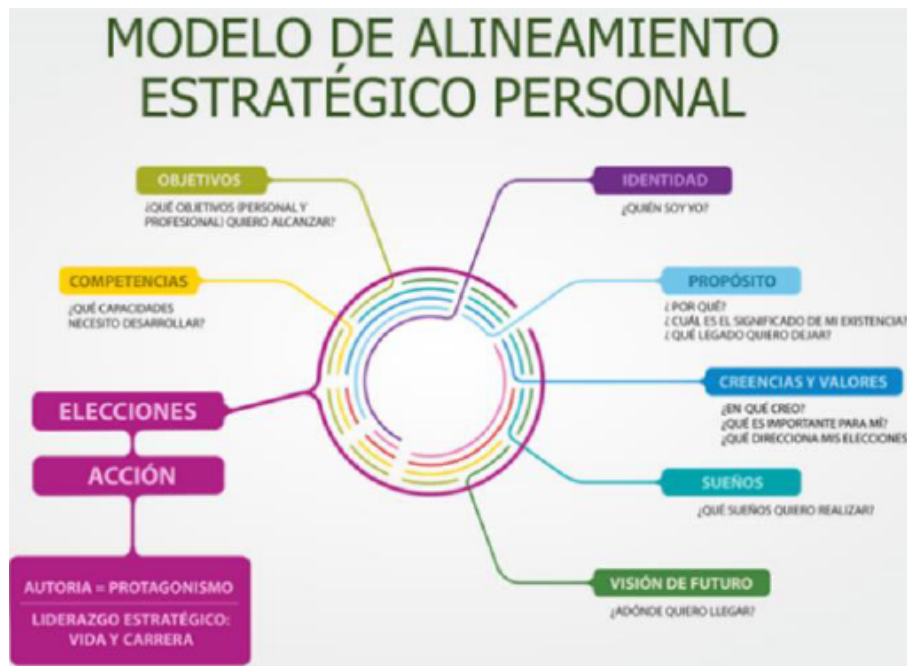 MODELO DE ALINEAMIENTO
ESTRATÉGICO PERSONAL
OBJETIVOS
¿QUÉ OBJETIVOS (PERSONAL Y
PROFESIONAL) QUIERO ALCANZAR?
IDENTIDAD
¿QUIÉN SOY YO?
COMPETENCIAS
¿QUÉ CAPACIDADES
NECESITO DESARROLLAR?
PROPÓSITO
¿POR QUÉ?
¿CUÁL ES EL SIGNIFICADO DE MI EXISTENCIA?
¿QUÉ LEGADO QUIERO DEJAR?
CREENCIAS Y VALORES
¿EN QUÉ CREO?
¿QUÉ ES IMPORTANTE PARA MÍ?
¿QUÉ DIRECCIONA MIS ELECCIONES
ELECCIONES
ACCIÓN
SUEÑOS
¿QUÉ SUEÑOS QUIERO REALIZAR?
VISIÓN DE FUTURO
¿ADÓNDE QUIERO LLEGAR?
AUTORIA = PROTAGONISMO
LIDERAZGO ESTRATÉGICO:
VIDA Y CARRERA